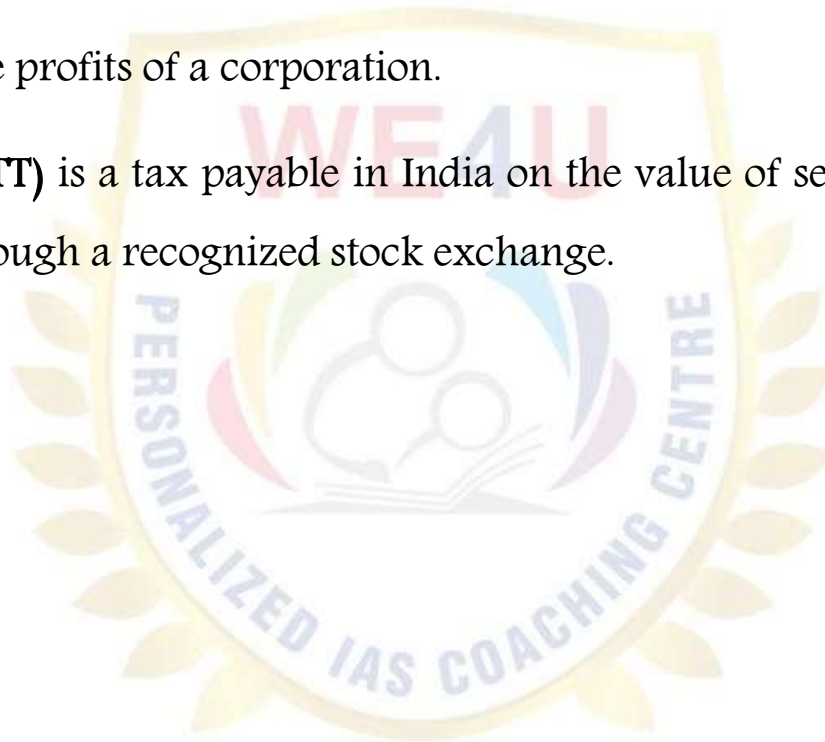 e profits of a corporation.
WE4U
TT) is a tax payable in India on the value of se
ough a recognized stock exchange.
PERSONALIZED IAS COACHING CENTRE